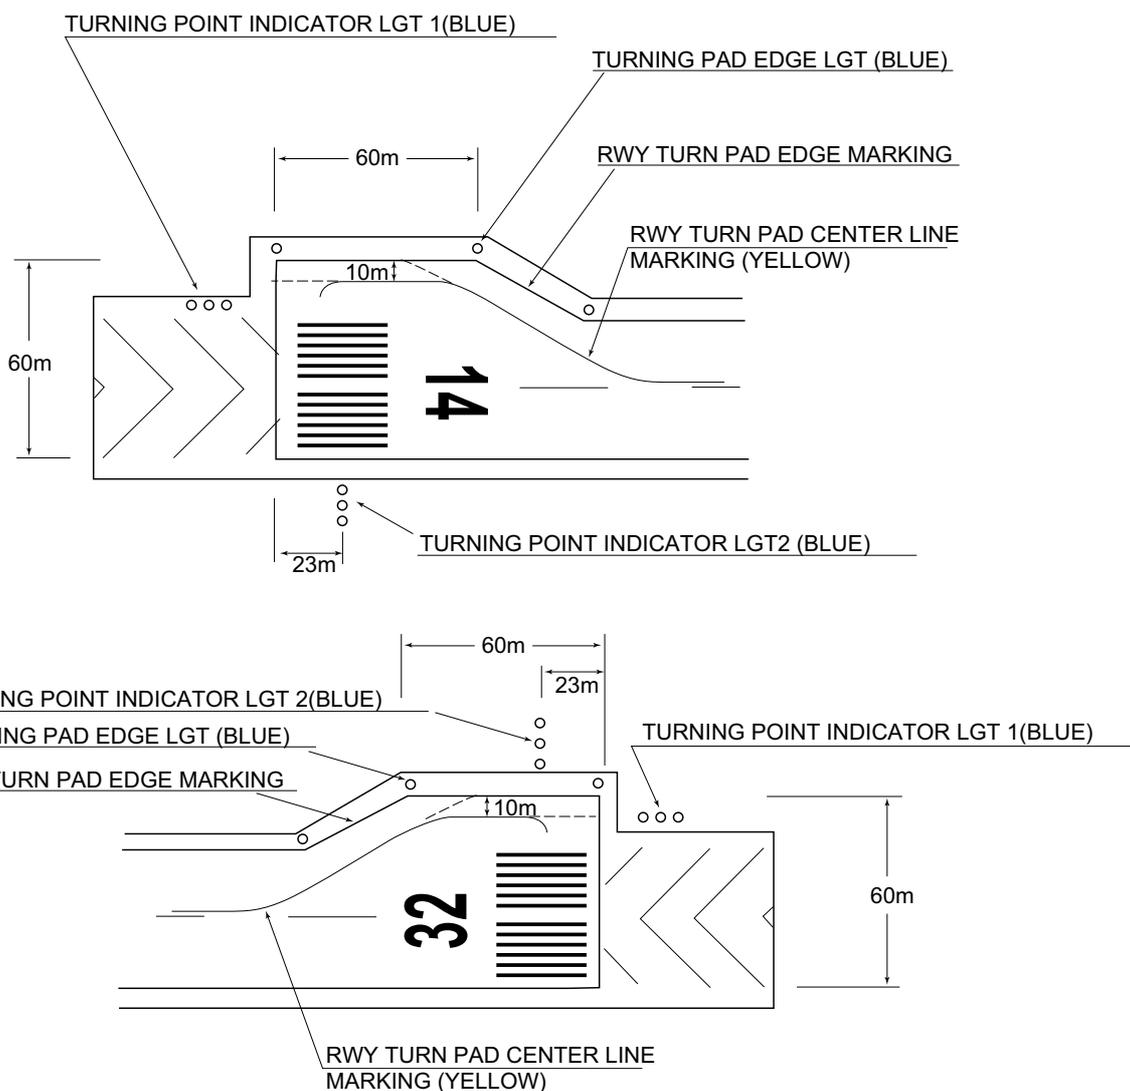 TURNING POINT INDICATOR LGT 1(BLUE)
TURNING PAD EDGE LGT (BLUE)
60m
RWY TURN PAD EDGE MARKING
RWY TURN PAD CENTER LINE
MARKING (YELLOW)
10m
60m
14
TURNING POINT INDICATOR LGT2 (BLUE)
23m
60m
23m
NG POINT INDICATOR LGT 2(BLUE)
TURNING POINT INDICATOR LGT 1(BLUE)
ING PAD EDGE LGT (BLUE)
TURN PAD EDGE MARKING
10m
60m
32
RWY TURN PAD CENTER LINE
MARKING (YELLOW)